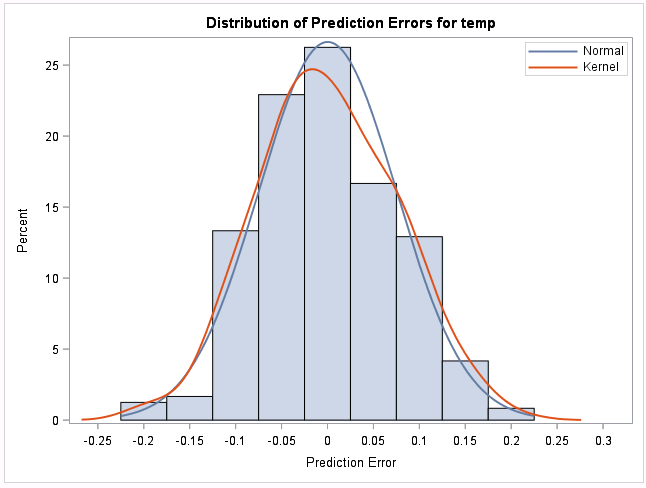 Distribution of Prediction Errors for temp
Normal
Kernel
25
20
15
10
5
0
Percent
-0.25 -0.2 -0.15 -0.1 -0.05 0 0.05 0.1 0.15 0.2 0.25 0.3
Prediction Error